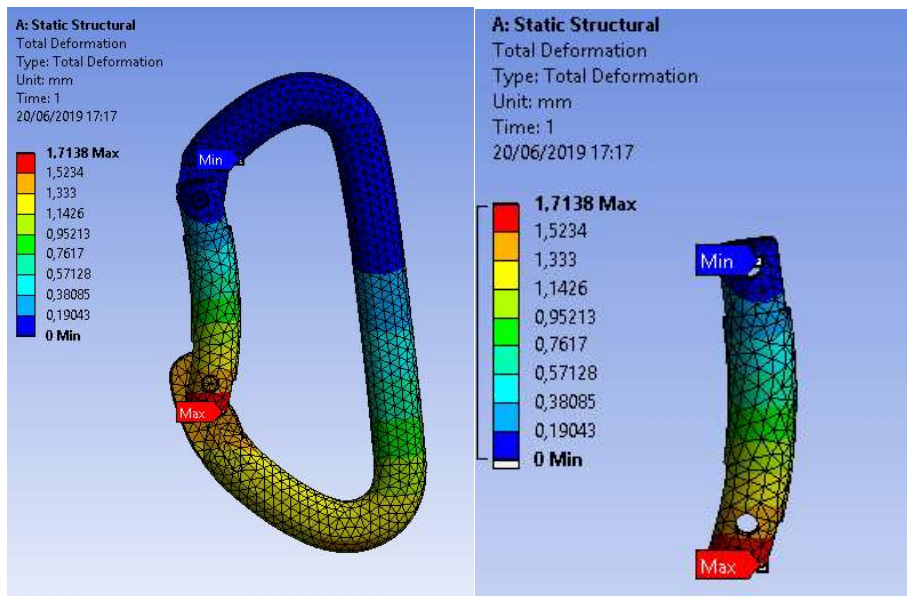 A: Static Structural
Total Deformation
Type: Total Deformation
Unit: mm
Time: 1
20/06/2019 17:17
1,7138 Max
1,5234
1,333
1,1426
0,95213
0,7617
0,57128
0,38085
0,19043
0 Min
Min
Max
A: Static Structural
Total Deformation
Type: Total Deformation
Unit: mm
Time: 1
20/06/2019 17:17
1,7138 Max
1,5234
1,333
1,1426
0,95213
0,7617
0,57128
0,38085
0,19043
0 Min
Min
Max